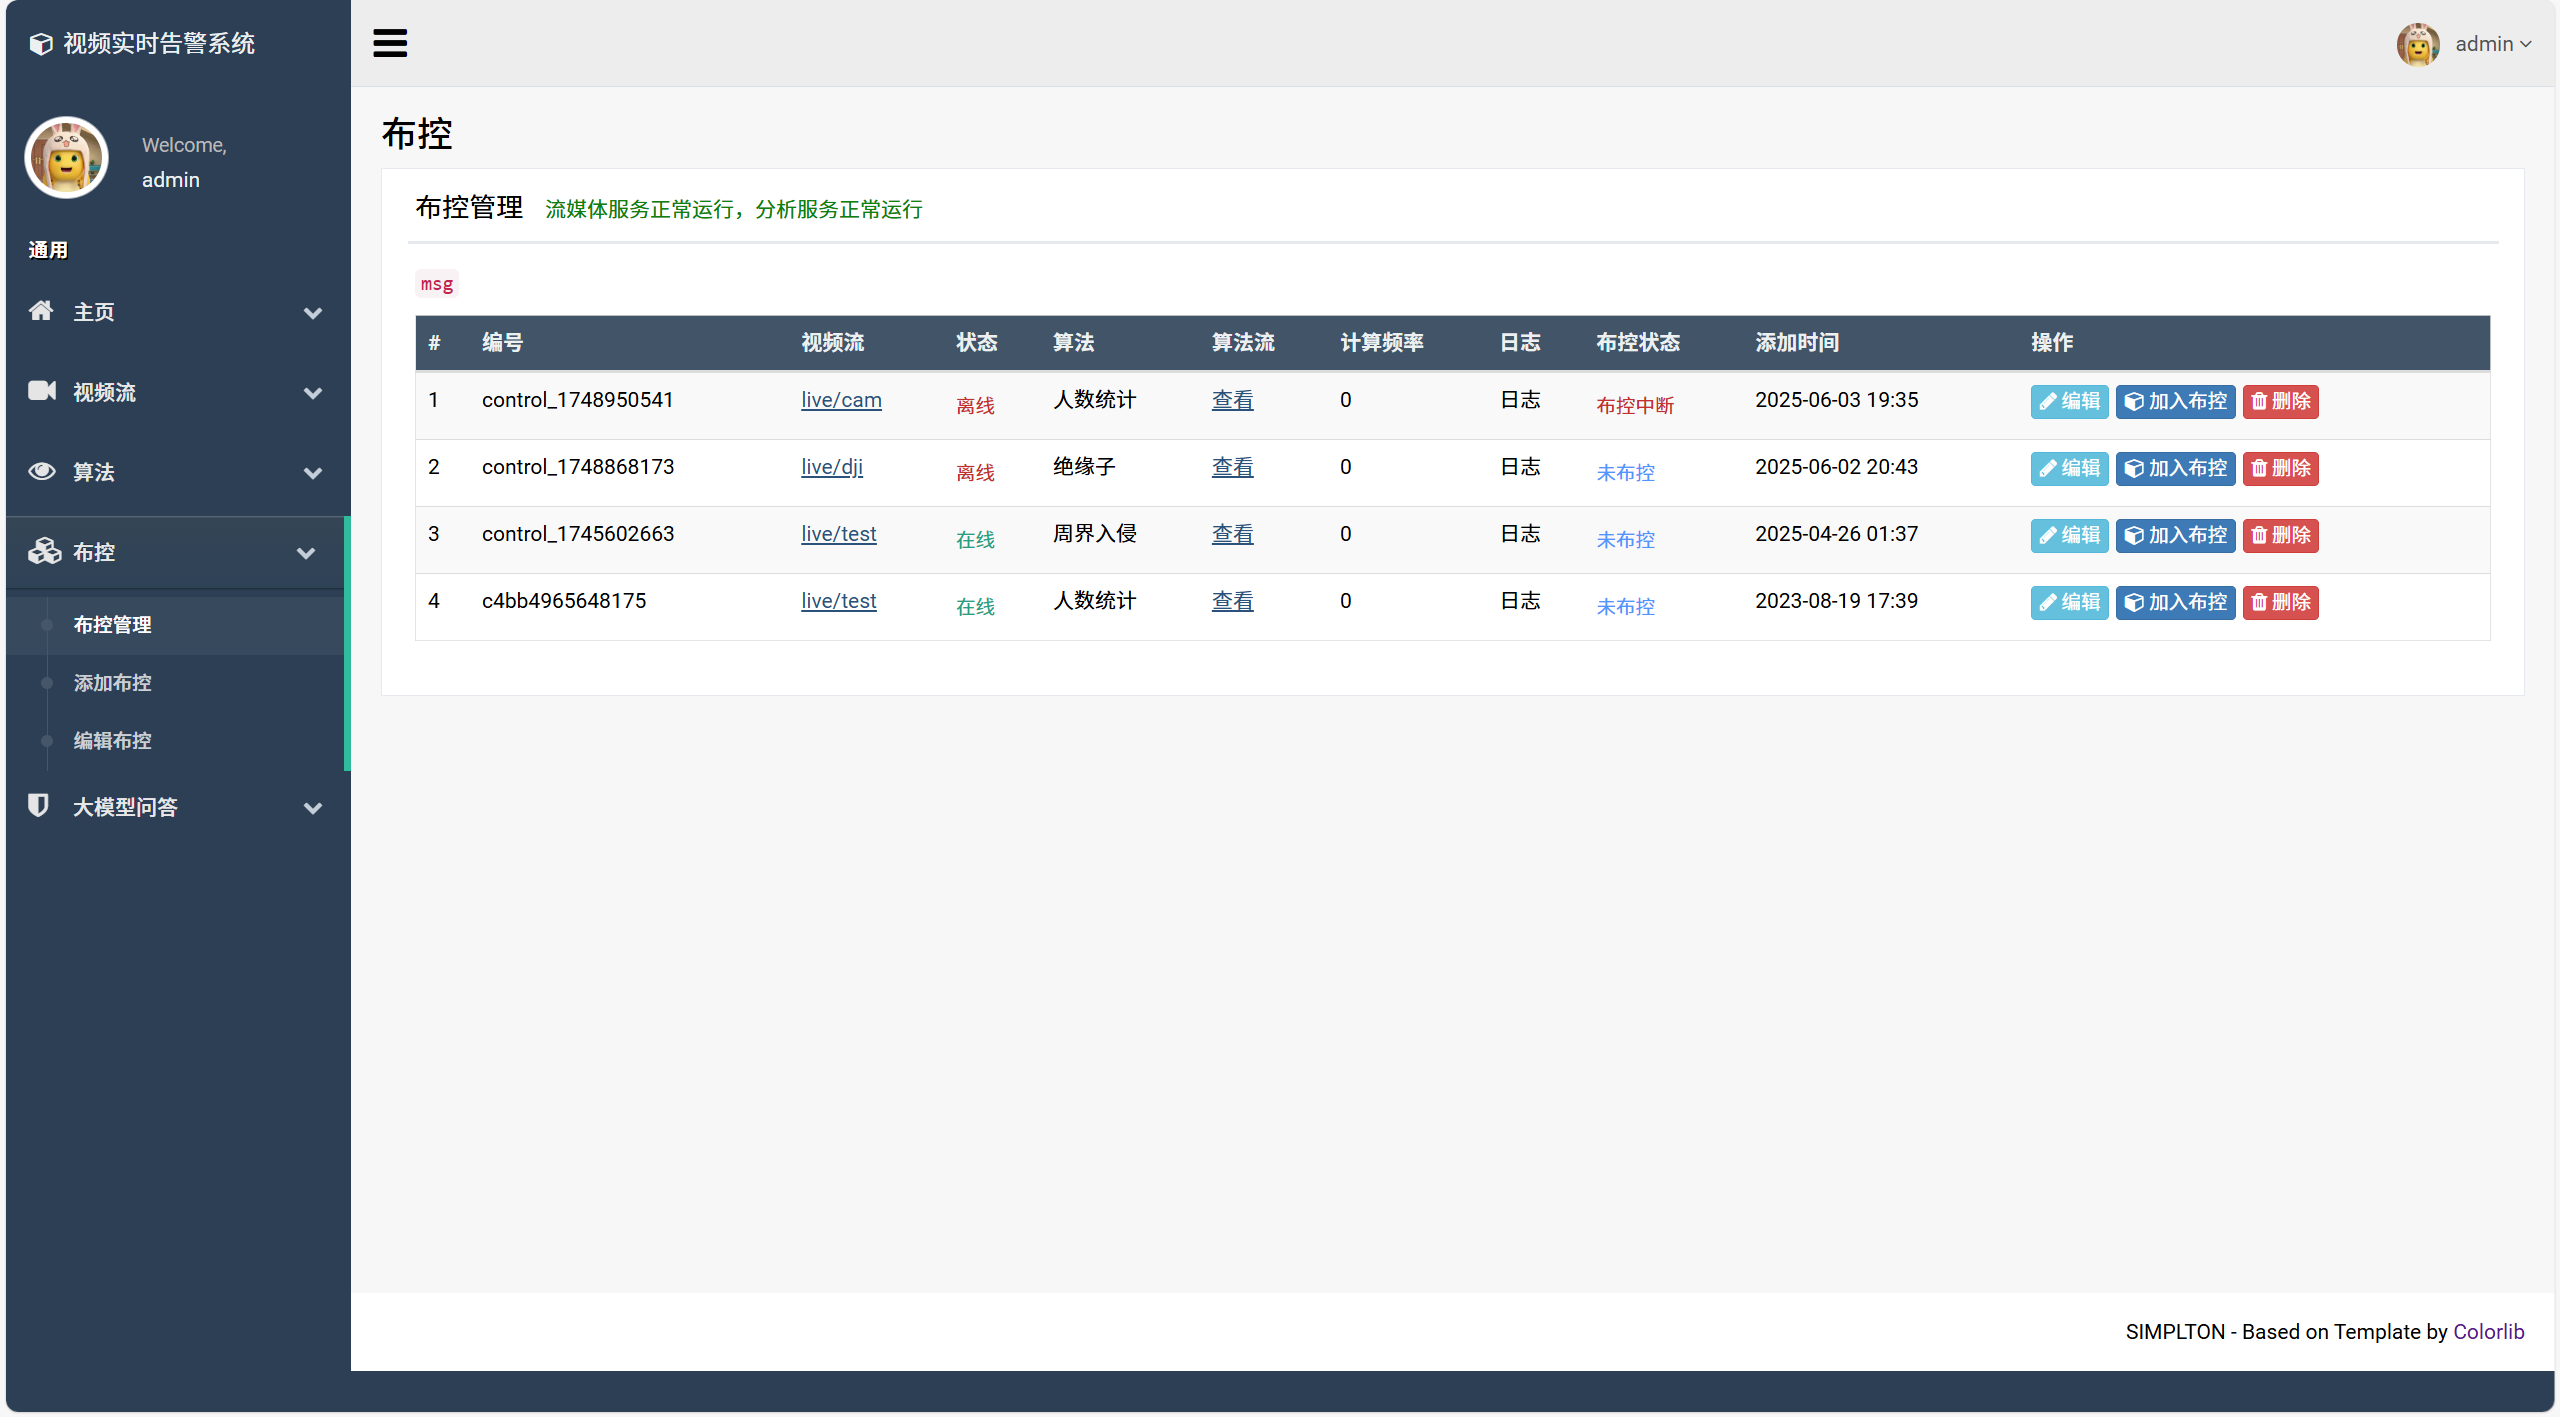 视频实时告警系统
admin
Welcome,
admin
通用
主页
视频流
算法
布控
布控管理
添加布控
编辑布控
大模型问答
布控
布控管理 流媒体服务正常运行，分析服务正常运行
msg
# 编号 视频流 状态 算法 算法流 计算频率 日志 布控状态 添加时间 操作
1 control_1748950541 live/cam 离线 人数统计 查看 0 日志 布控中断 2025-06-03 19:35 编辑 加入布控 删除
2 control_1748868173 live/dji 离线 绝缘子 查看 0 日志 未布控 2025-06-02 20:43 编辑 加入布控 删除
3 control_1745602663 live/test 在线 周界入侵 查看 0 日志 未布控 2025-04-26 01:37 编辑 加入布控 删除
4 c4bb4965648175 live/test 在线 人数统计 查看 0 日志 未布控 2023-08-19 17:39 编辑 加入布控 删除
SIMPLTON - Based on Template by Colorlib